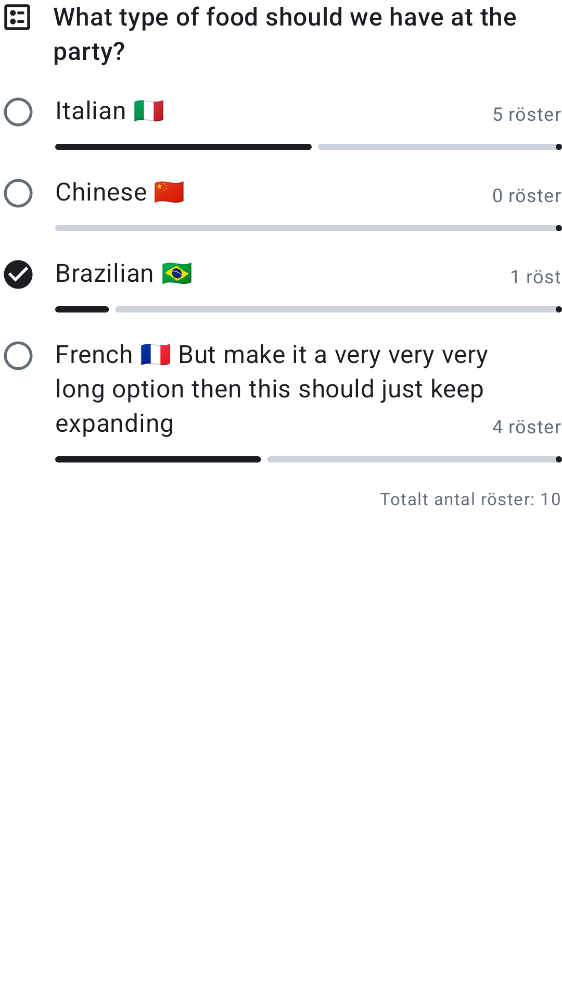 What type of food should we have at the
party?
Italian 🇮🇹
5 röster
Chinese 🇨🇳
0 röster
Brazilian 🇧🇷
1 röst
French 🇫🇷 But make it a very very very
long option then this should just keep
expanding
4 röster
Totalt antal röster: 10